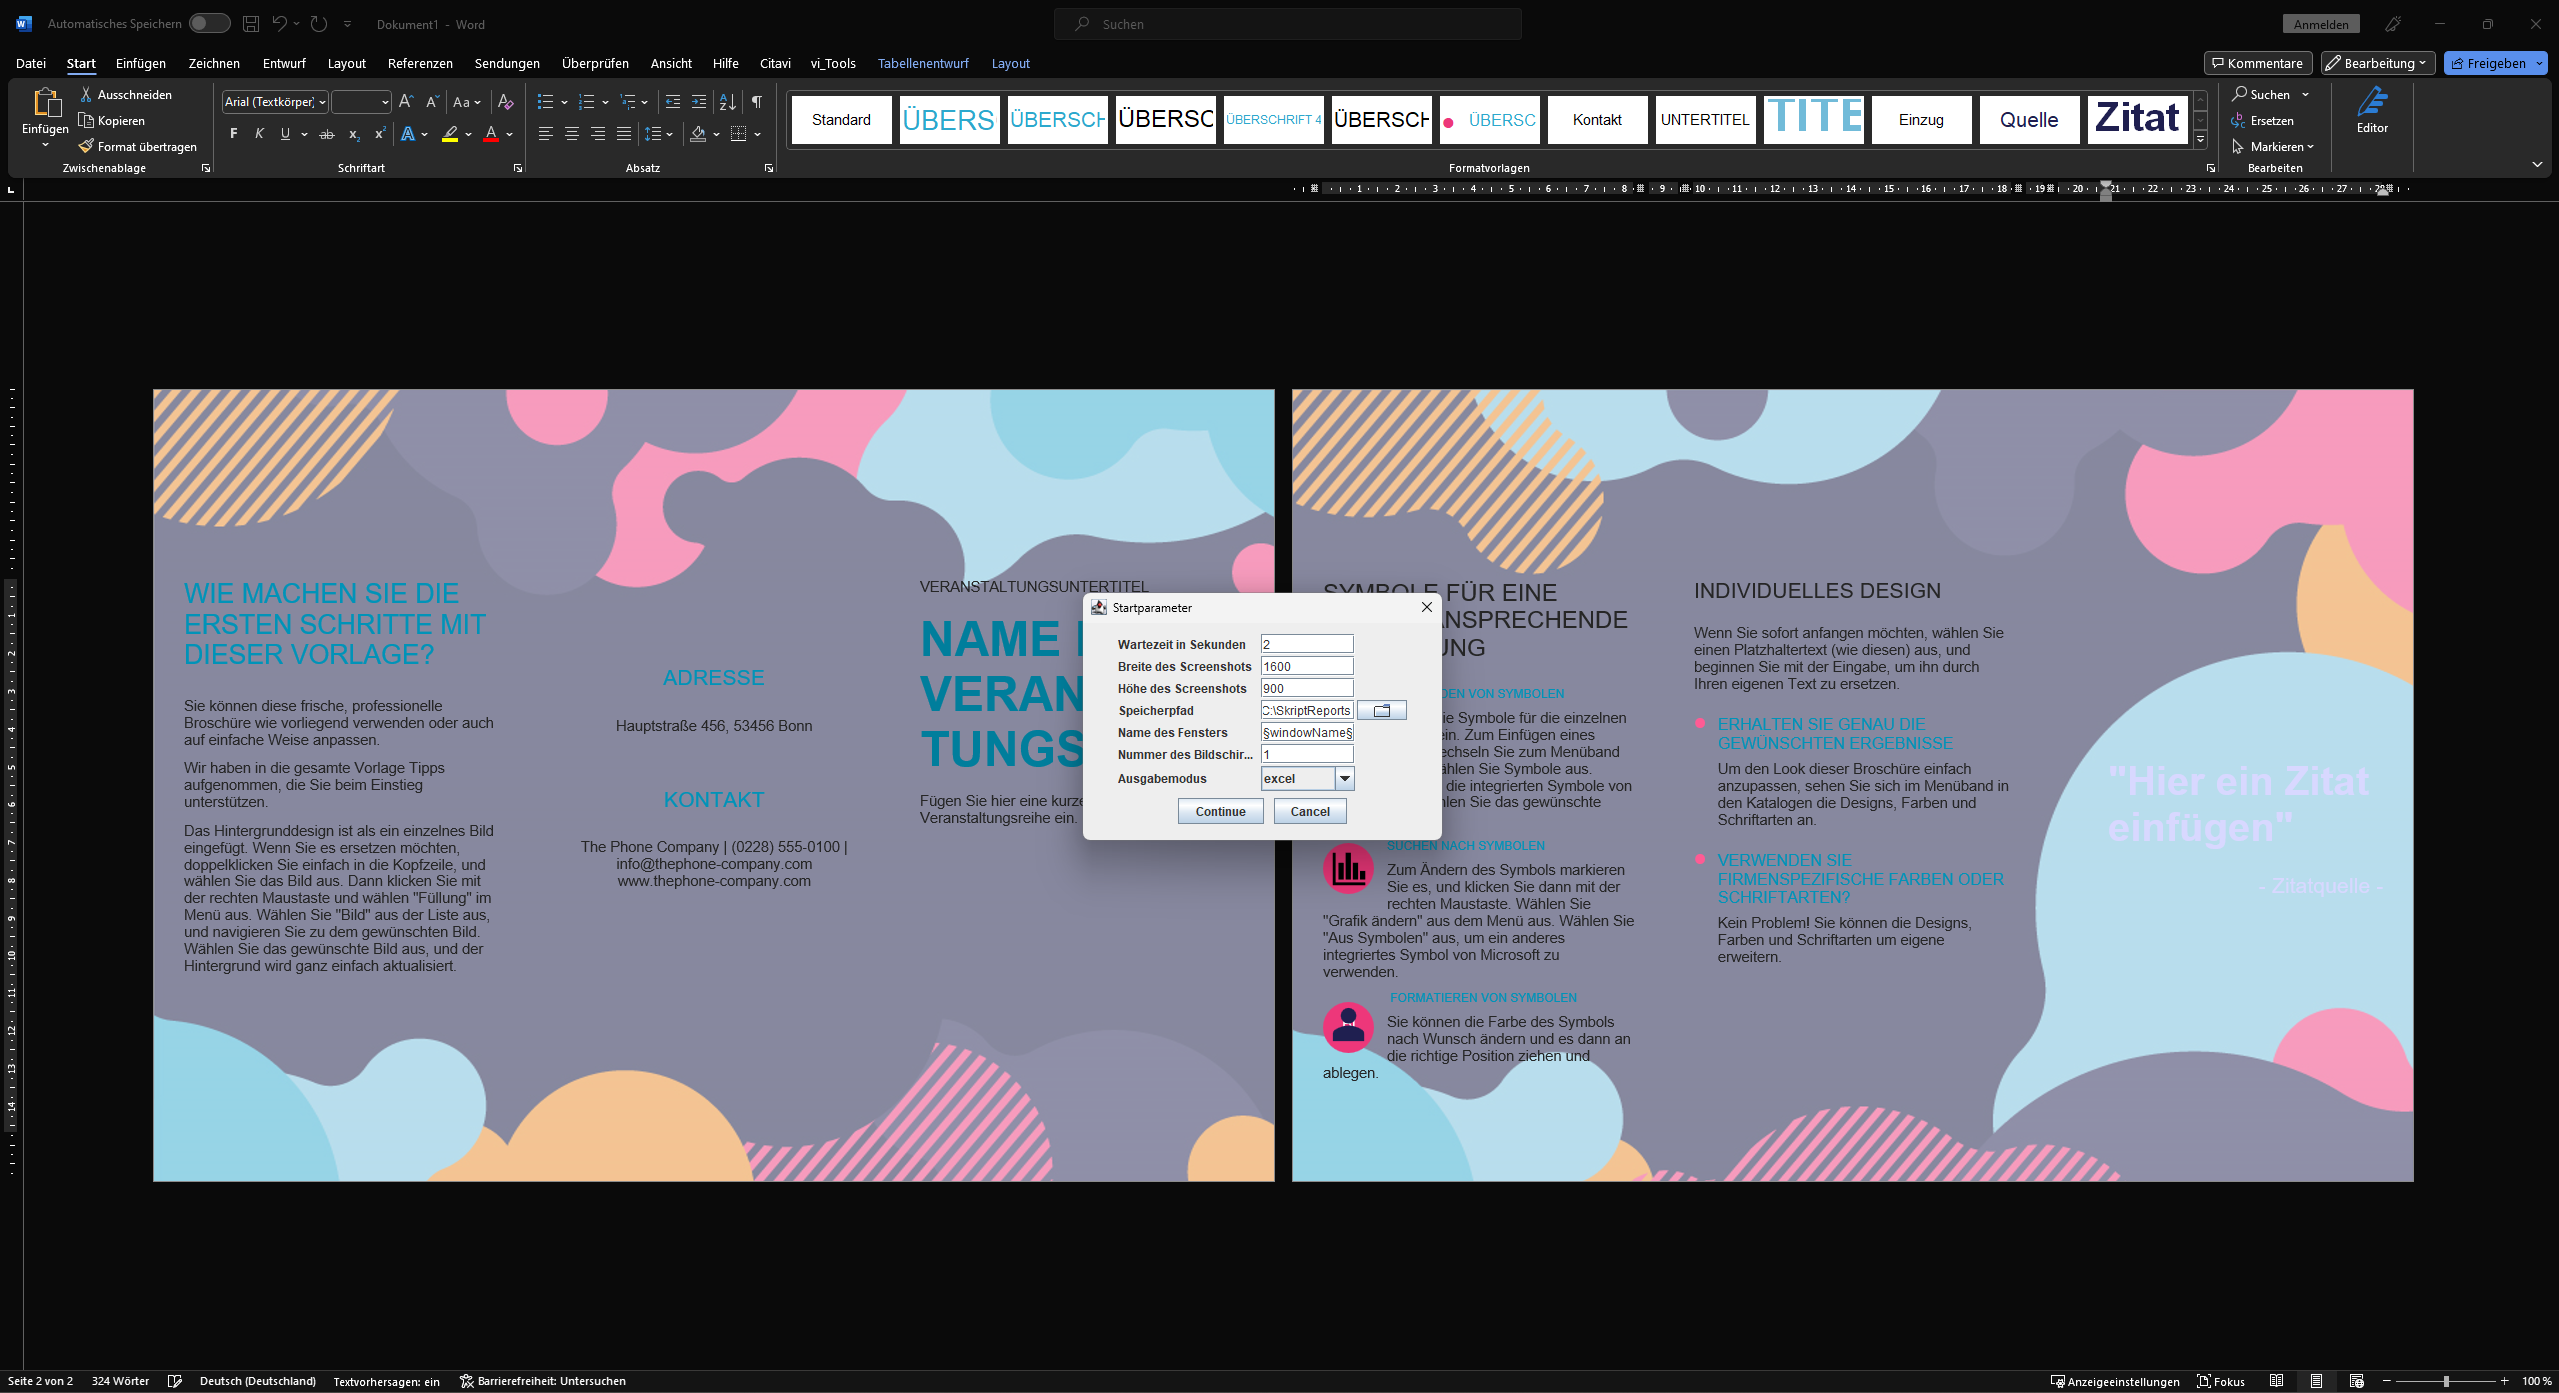 Automatisches Speichern
Dokument1 - Word
Suchen
Anmelden
Datei Start Einfügen Zeichnen Entwurf Layout Referenzen Sendungen Überprüfen Ansicht Hilfe Citavi vi_Tools Tabellenentwurf Layout
Kommentare Bearbeitung Freigeben
Einfügen
Ausschneiden
Kopieren
Format übertragen
Zwischenablage
Arial (Textkörper)
Schriftart
Absatz
Standard ÜBERS ÜBERSCH ÜBERSC ÜBERSCHRIFT 4 ÜBERSCH ÜBERSC Kontakt UNTERTITEL TITE Einzug Quelle Zitat
Formatvorlagen
Suchen
Ersetzen
Markieren
Bearbeiten
Editor
WIE MACHEN SIE DIE
ERSTEN SCHRITTE MIT
DIESER VORLAGE?
Sie können diese frische, professionelle
Broschüre wie vorliegend verwenden oder auch
auf einfache Weise anpassen.
Wir haben in die gesamte Vorlage Tipps
aufgenommen, die Sie beim Einstieg
unterstützen.
Das Hintergrunddesign ist als ein einzelnes Bild
eingefügt. Wenn Sie es ersetzen möchten,
doppelklicken Sie einfach in die Kopfzeile, und
wählen Sie das Bild aus. Dann klicken Sie mit
der rechten Maustaste und wählen "Füllung" im
Menü aus. Wählen Sie "Bild" aus der Liste aus,
und navigieren Sie zu dem gewünschten Bild.
Wählen Sie das gewünschte Bild aus, und der
Hintergrund wird ganz einfach aktualisiert.
ADRESSE
Hauptstraße 456, 53456 Bonn
KONTAKT
The Phone Company | (0228) 555-0100 |
info@thephone-company.com
www.thephone-company.com
VERANSTALTUNGSUNTERTITEL
NAME
VERAN
TUNGS
Fügen Sie hier eine kurze
Veranstaltungsreihe ein.
Startparameter
Wartezeit in Sekunden 2
Breite des Screenshots 1600
Höhe des Screenshots 900
Speicherpfad C:\SkriptReports
Name des Fensters §windowName§
Nummer des Bildschir... 1
Ausgabemodus excel
Continue Cancel
SYMBOLE FÜR EINE
ANSPRECHENDE
UNG
DEN VON SYMBOLEN
ie Symbole für die einzelnen
ein. Zum Einfügen eines
echseln Sie zum Menüband
ählen Sie Symbole aus.
die integrierten Symbole von
hlen Sie das gewünschte
SUCHEN NACH SYMBOLEN
Zum Ändern des Symbols markieren
Sie es, und klicken Sie dann mit der
rechten Maustaste. Wählen Sie
"Grafik ändern" aus dem Menü aus. Wählen Sie
"Aus Symbolen" aus, um ein anderes
integriertes Symbol von Microsoft zu
verwenden.
FORMATIEREN VON SYMBOLEN
Sie können die Farbe des Symbols
nach Wunsch ändern und es dann an
die richtige Position ziehen und
ablegen.
INDIVIDUELLES DESIGN
Wenn Sie sofort anfangen möchten, wählen Sie
einen Platzhaltertext (wie diesen) aus, und
beginnen Sie mit der Eingabe, um ihn durch
Ihren eigenen Text zu ersetzen.
ERHALTEN SIE GENAU DIE
GEWÜNSCHTEN ERGEBNISSE
Um den Look dieser Broschüre einfach
anzupassen, sehen Sie sich im Menüband in
den Katalogen die Designs, Farben und
Schriftarten an.
VERWENDEN SIE
FIRMENSPEZIFISCHE FARBEN ODER
SCHRIFTARTEN?
Kein Problem! Sie können die Designs,
Farben und Schriftarten um eigene
erweitern.
"Hier ein Zitat
einfügen"
- Zitatquelle -
Seite 2 von 2 324 Wörter Deutsch (Deutschland) Textvorhersagen: ein Barrierefreiheit: Untersuchen
Anzeigeeinstellungen Fokus 100 %